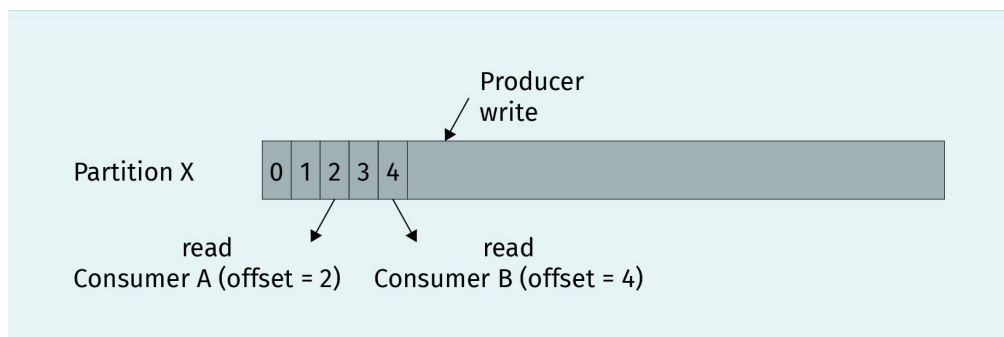 Producer
write
Partition X
0 1 2 3 4
read
Consumer A (offset = 2)
read
Consumer B (offset = 4)